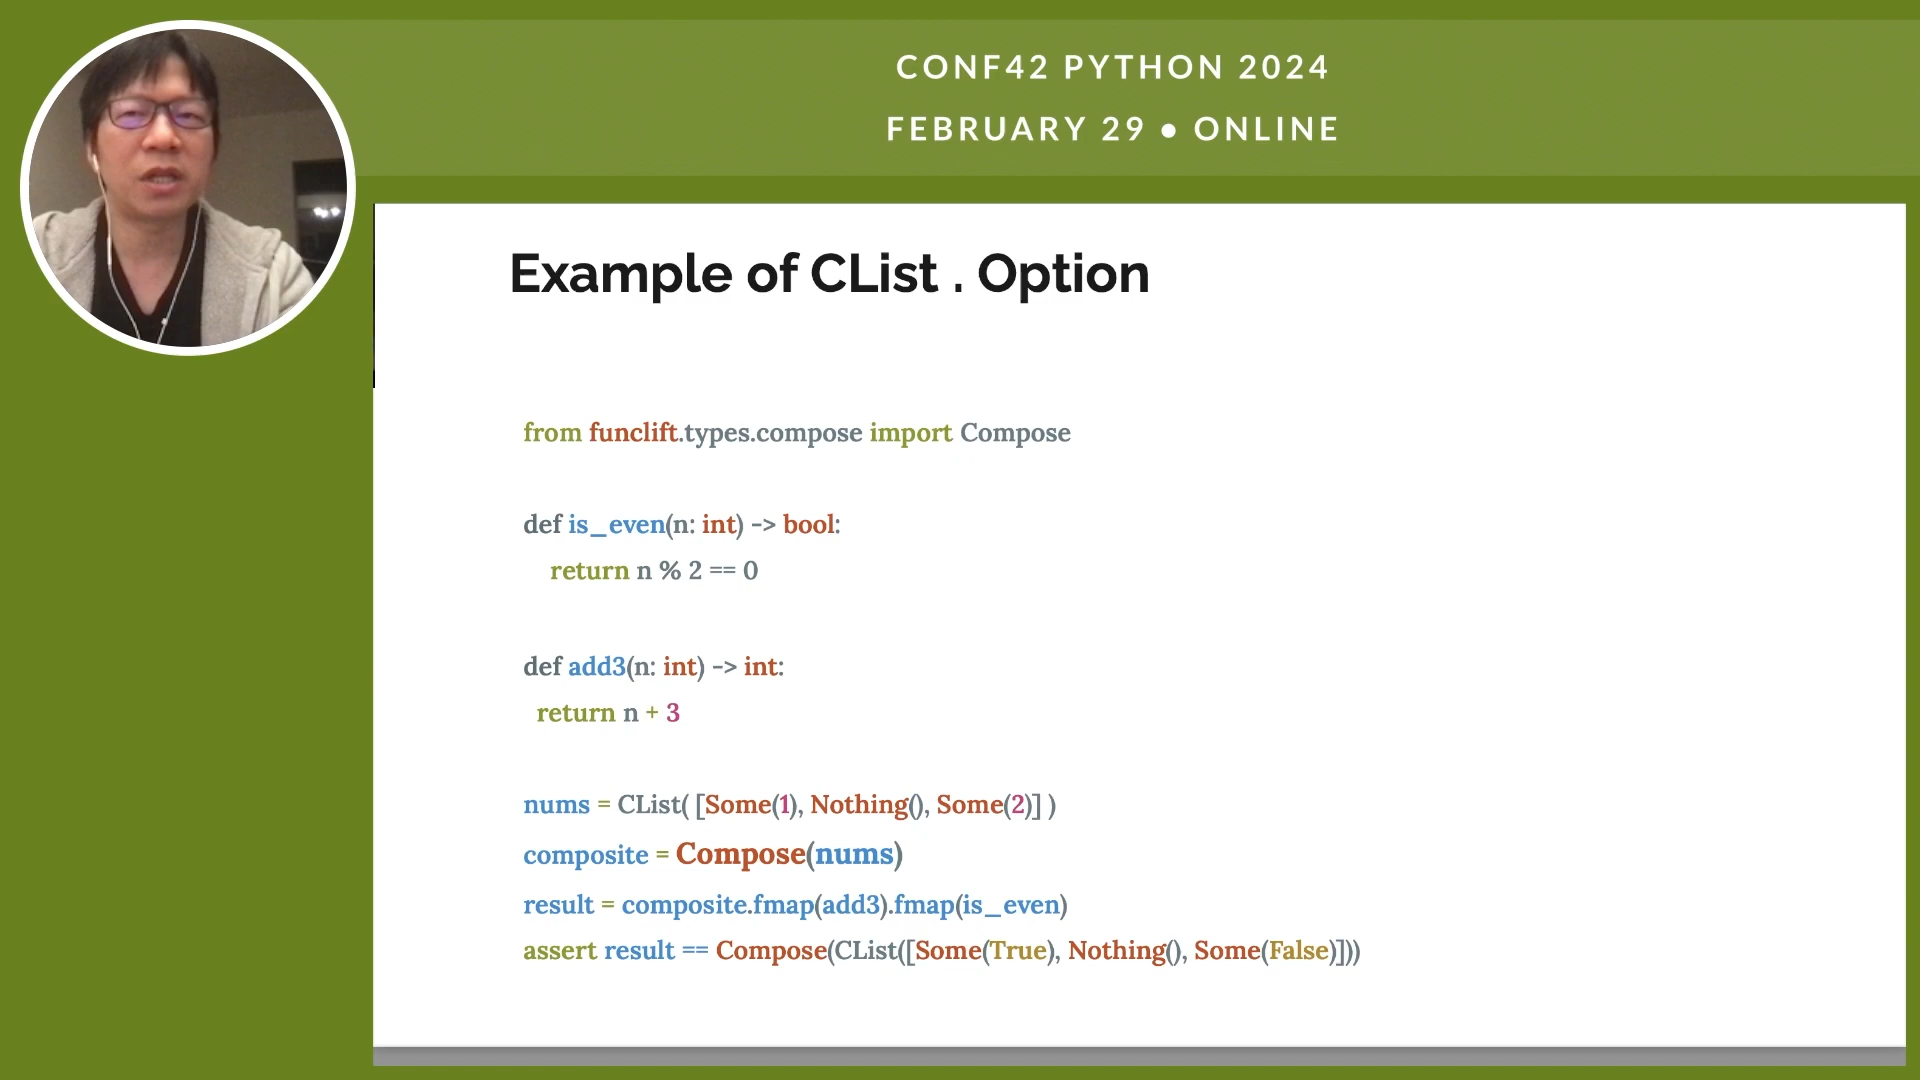 CONF42 PYTHON 2024
FEBRUARY 29 • ONLINE
Example of CList . Option
from funclift.types.compose import Compose
def is_even(n: int) -> bool:
return n % 2 == 0
def add3(n: int) -> int:
return n + 3
nums = CList( [Some(1), Nothing(), Some(2)] )
composite = Compose(nums)
result = composite.fmap(add3).fmap(is_even)
assert result == Compose(CList([Some(True), Nothing(), Some(False)]))